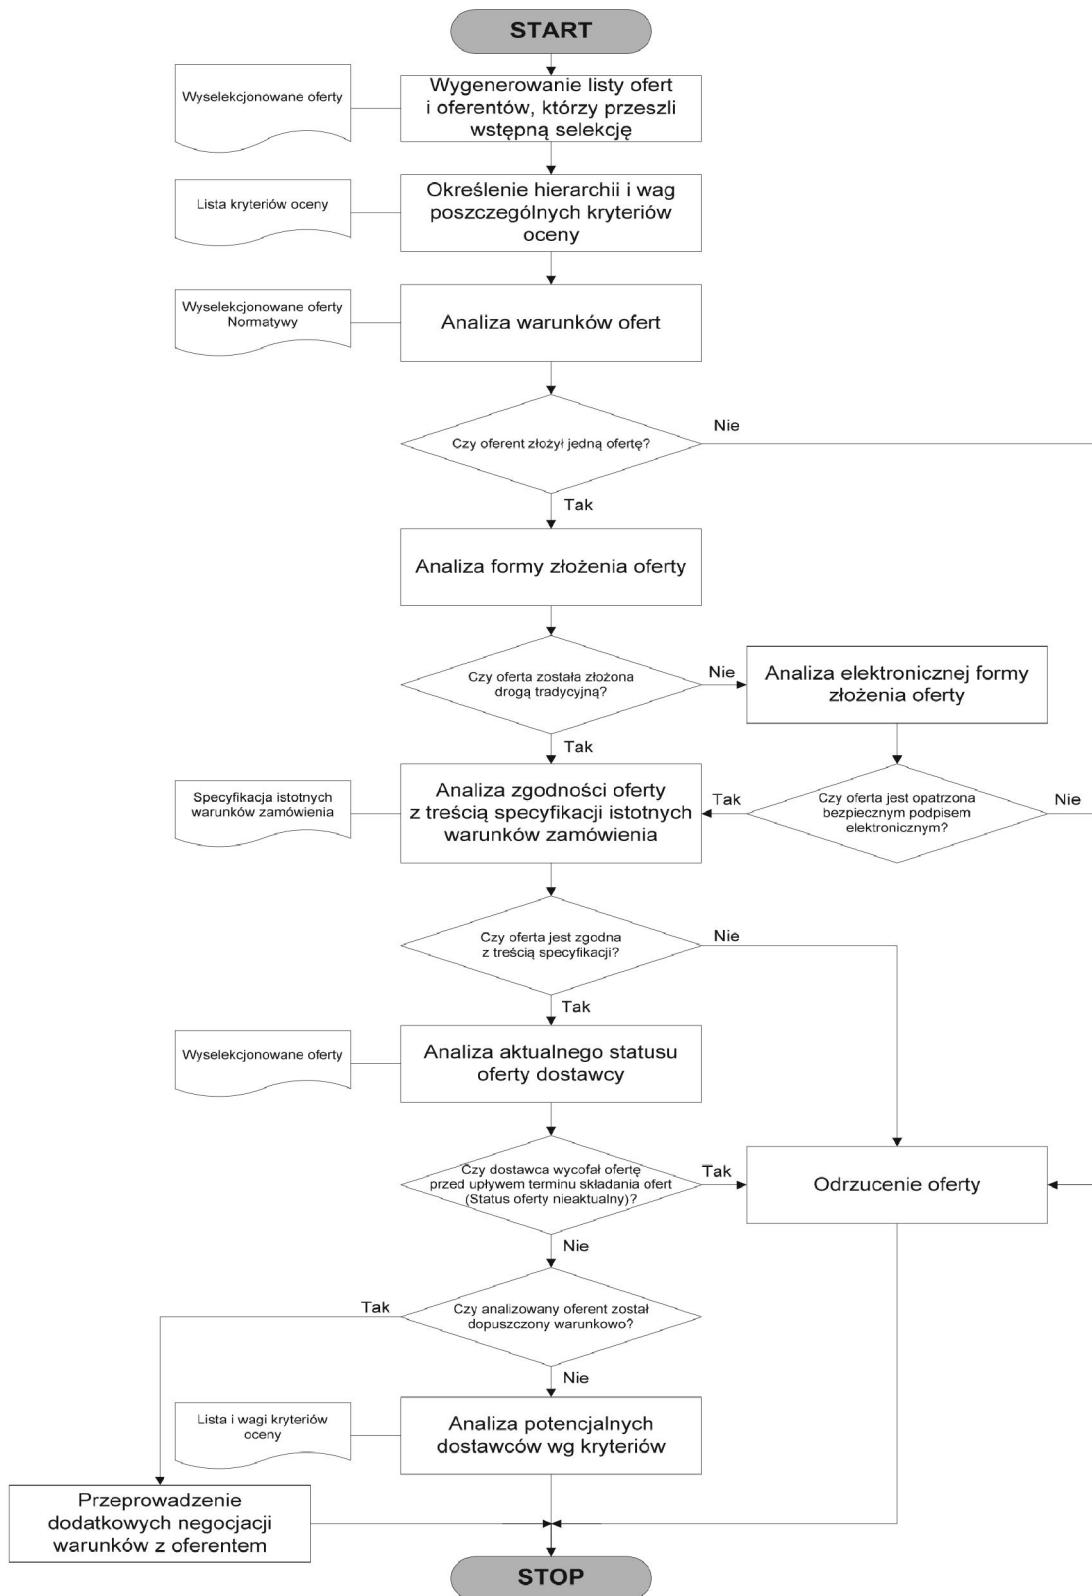 START
Wyselekcjonowane oferty
Wygenerowanie listy ofert
i oferentów, którzy przeszli
wstępną selekcję
Lista kryteriów oceny
Określenie hierarchii i wag
poszczególnych kryteriów
oceny
Wyselekcjonowane oferty
Normatywy
Analiza warunków ofert
Czy oferent złożył jedną ofertę?
Nie
Tak
Analiza formy złożenia oferty
Czy oferta została złożona
drogą tradycyjną?
Nie
Analiza elektronicznej formy
złożenia oferty
Tak
Specyfikacja istotnych
warunków zamówienia
Analiza zgodności oferty
z treścią specyfikacji istotnych
warunków zamówienia
Tak
Czy oferta jest opatrzona
bezpiecznym podpisem
elektronicznym?
Nie
Czy oferta jest zgodna
z treścią specyfikacji?
Nie
Tak
Wyselekcjonowane oferty
Analiza aktualnego statusu
oferty dostawcy
Czy dostawca wycofał ofertę
przed upływem terminu składania ofert
(Status oferty nieaktualny)?
Tak
Odrzucenie oferty
Nie
Tak
Czy analizowany oferent został
dopuszczony warunkowo?
Nie
Lista i wagi kryteriów
oceny
Analiza potencjalnych
dostawców wg kryteriów
Przeprowadzenie
dodatkowych negocjacji
warunków z oferentem
STOP